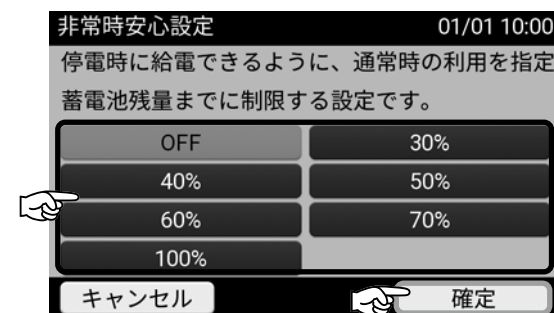 非常時安心設定 01/01 10:00
停電時に給電できるよう に、通常時の利用を指定
蓄電池残量までに制限す る設定です。
OFF 30%
40% 50%
60% 70%
100%
キャンセル 確定